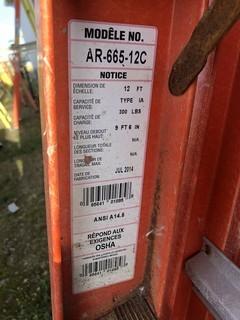 MODÈLE NO.
AR-665-12C
NOTICE
DIMENSION DE
ÉCHELLE: 12 FT
CAPACITÉ DE
SERVICE: TYPE IA
CAPACITÉ DE
CHARGE: 300 LBS
NIVEAU DEBOUT
LE PLUS HAUT: 9 FT 6 IN
LONGUEUR TOTALE
DES SECTIONS: N/A
LONGUEUR DE
TRAVAIL MAX. N/A
DATE DE
FABRICATION: JUL 2014
ANSI A14.5
RÉPOND AUX
EXIGENCES
OSHA